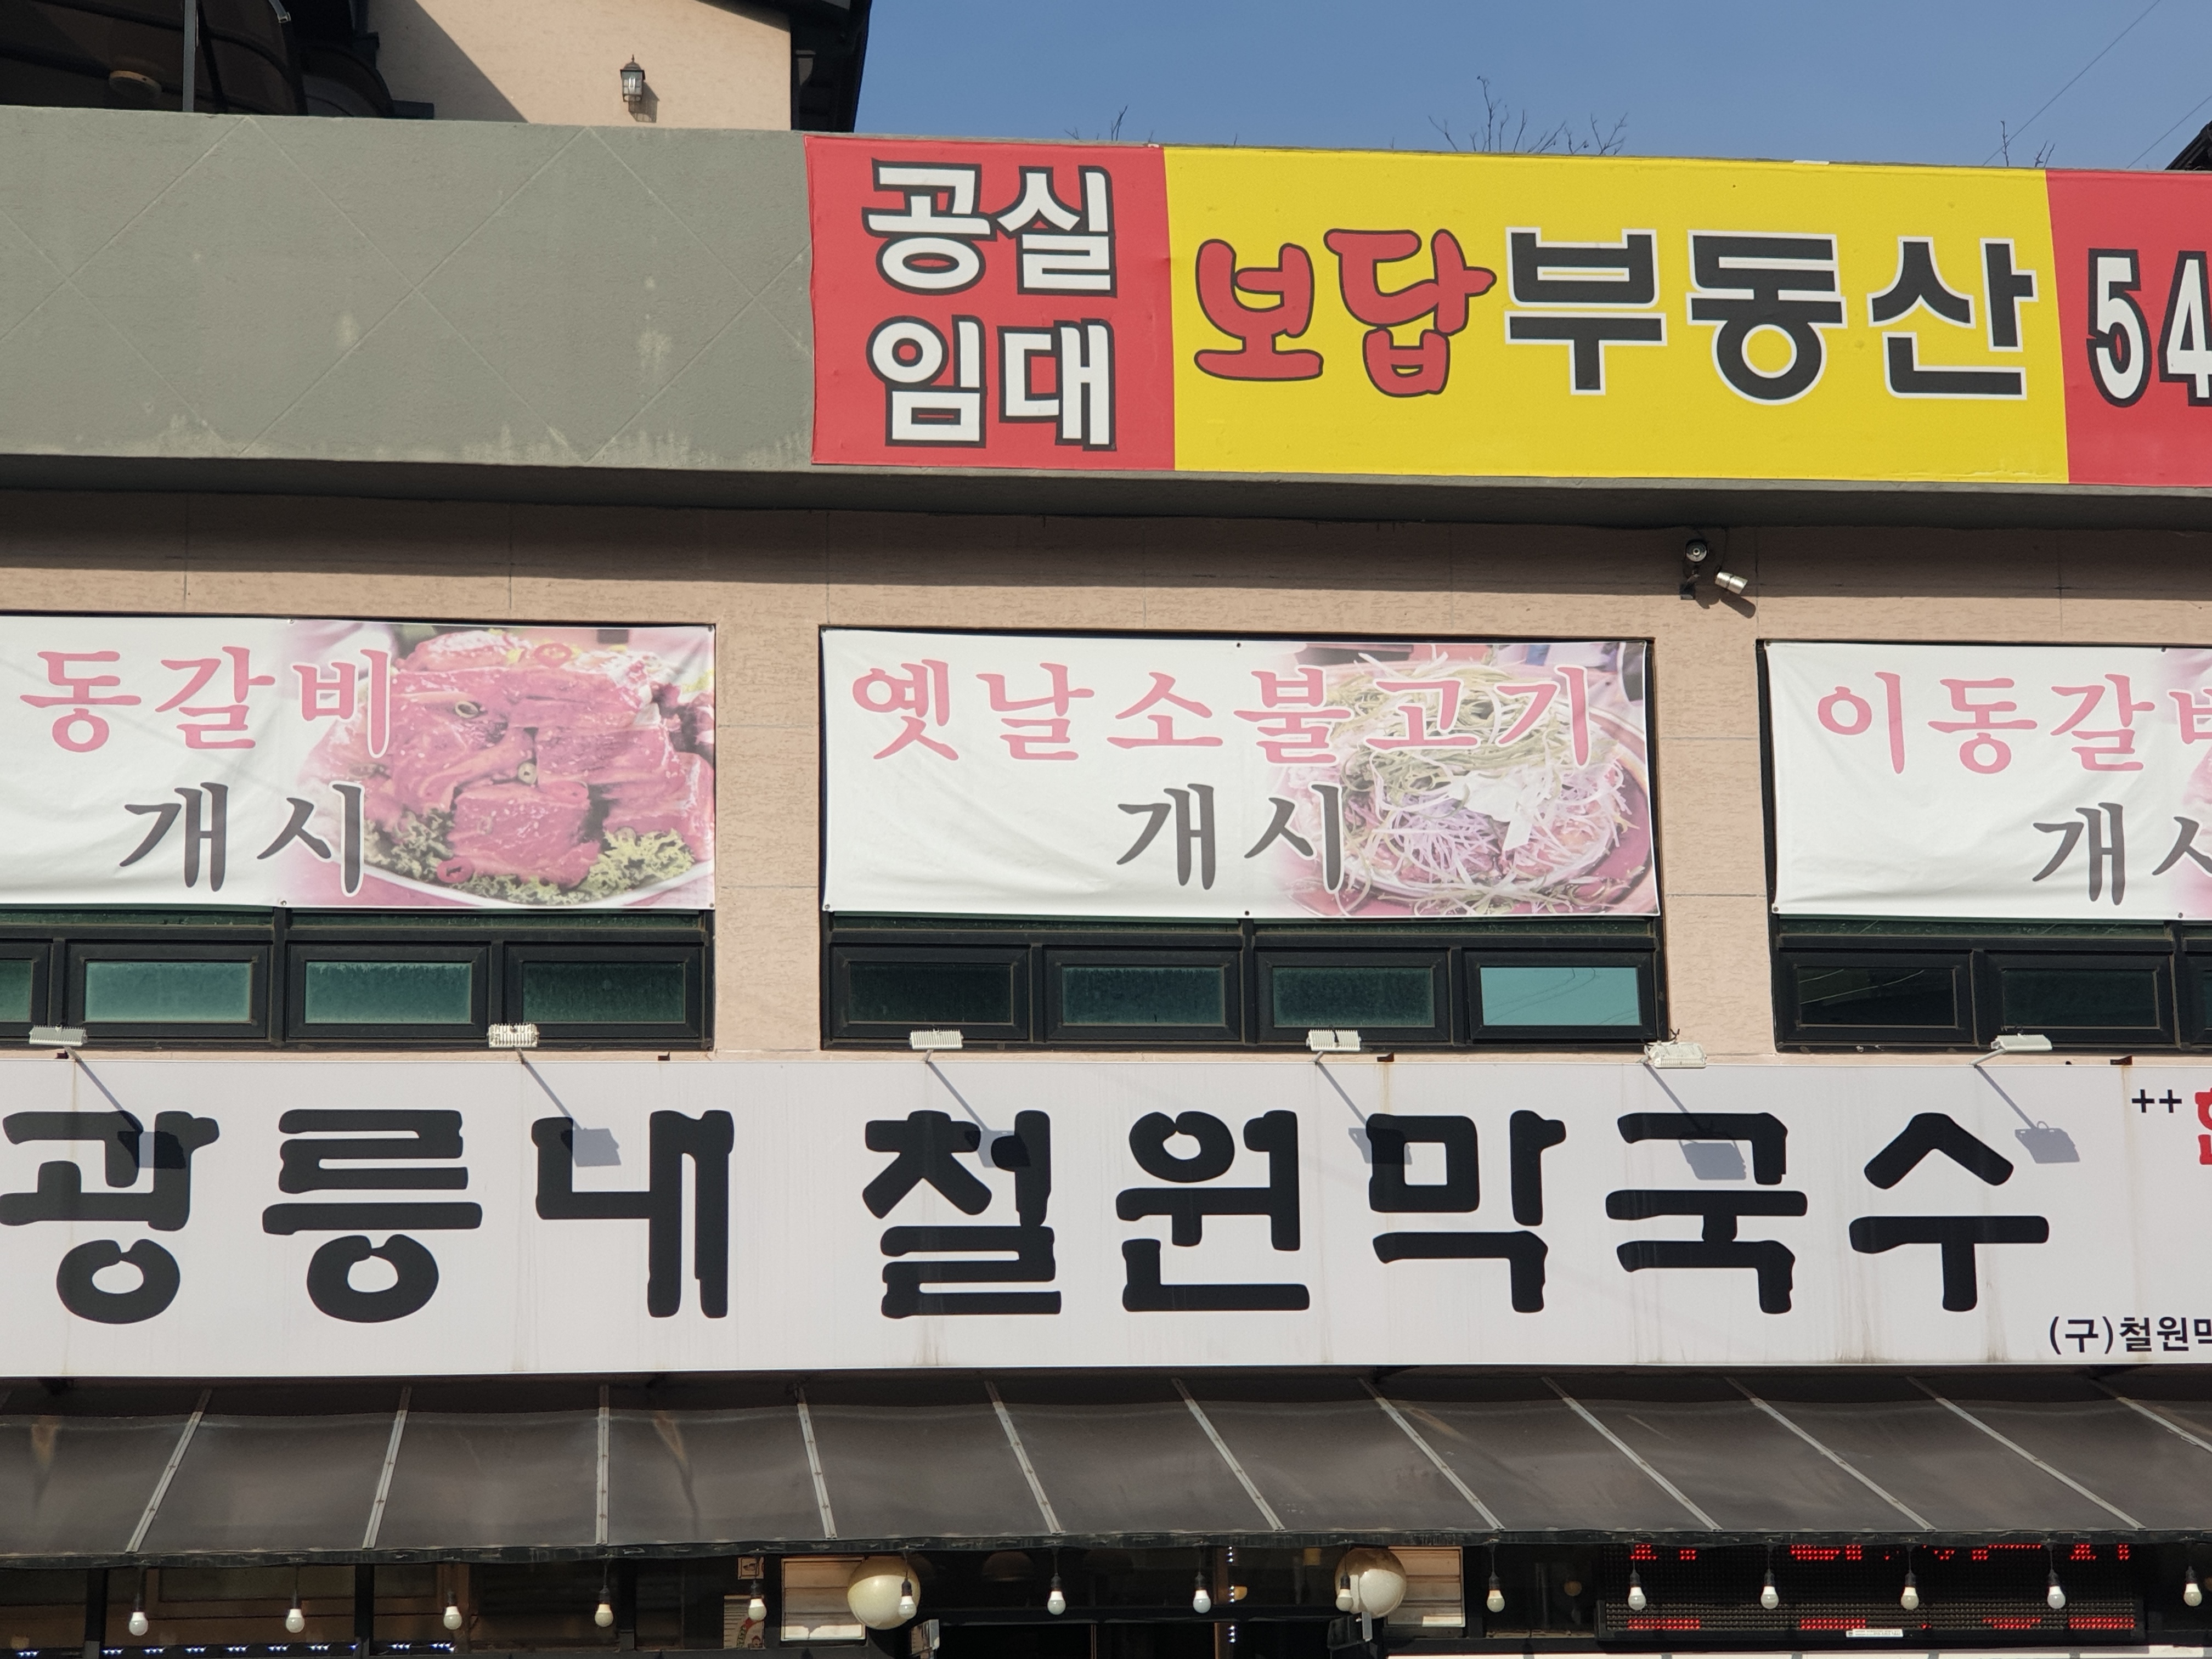 공실
임대
보답부동산
54
동갈비
개시
옛날소불고기
개시
이동갈비
개시
광릉내 철원막국수
++한
(구)철원막